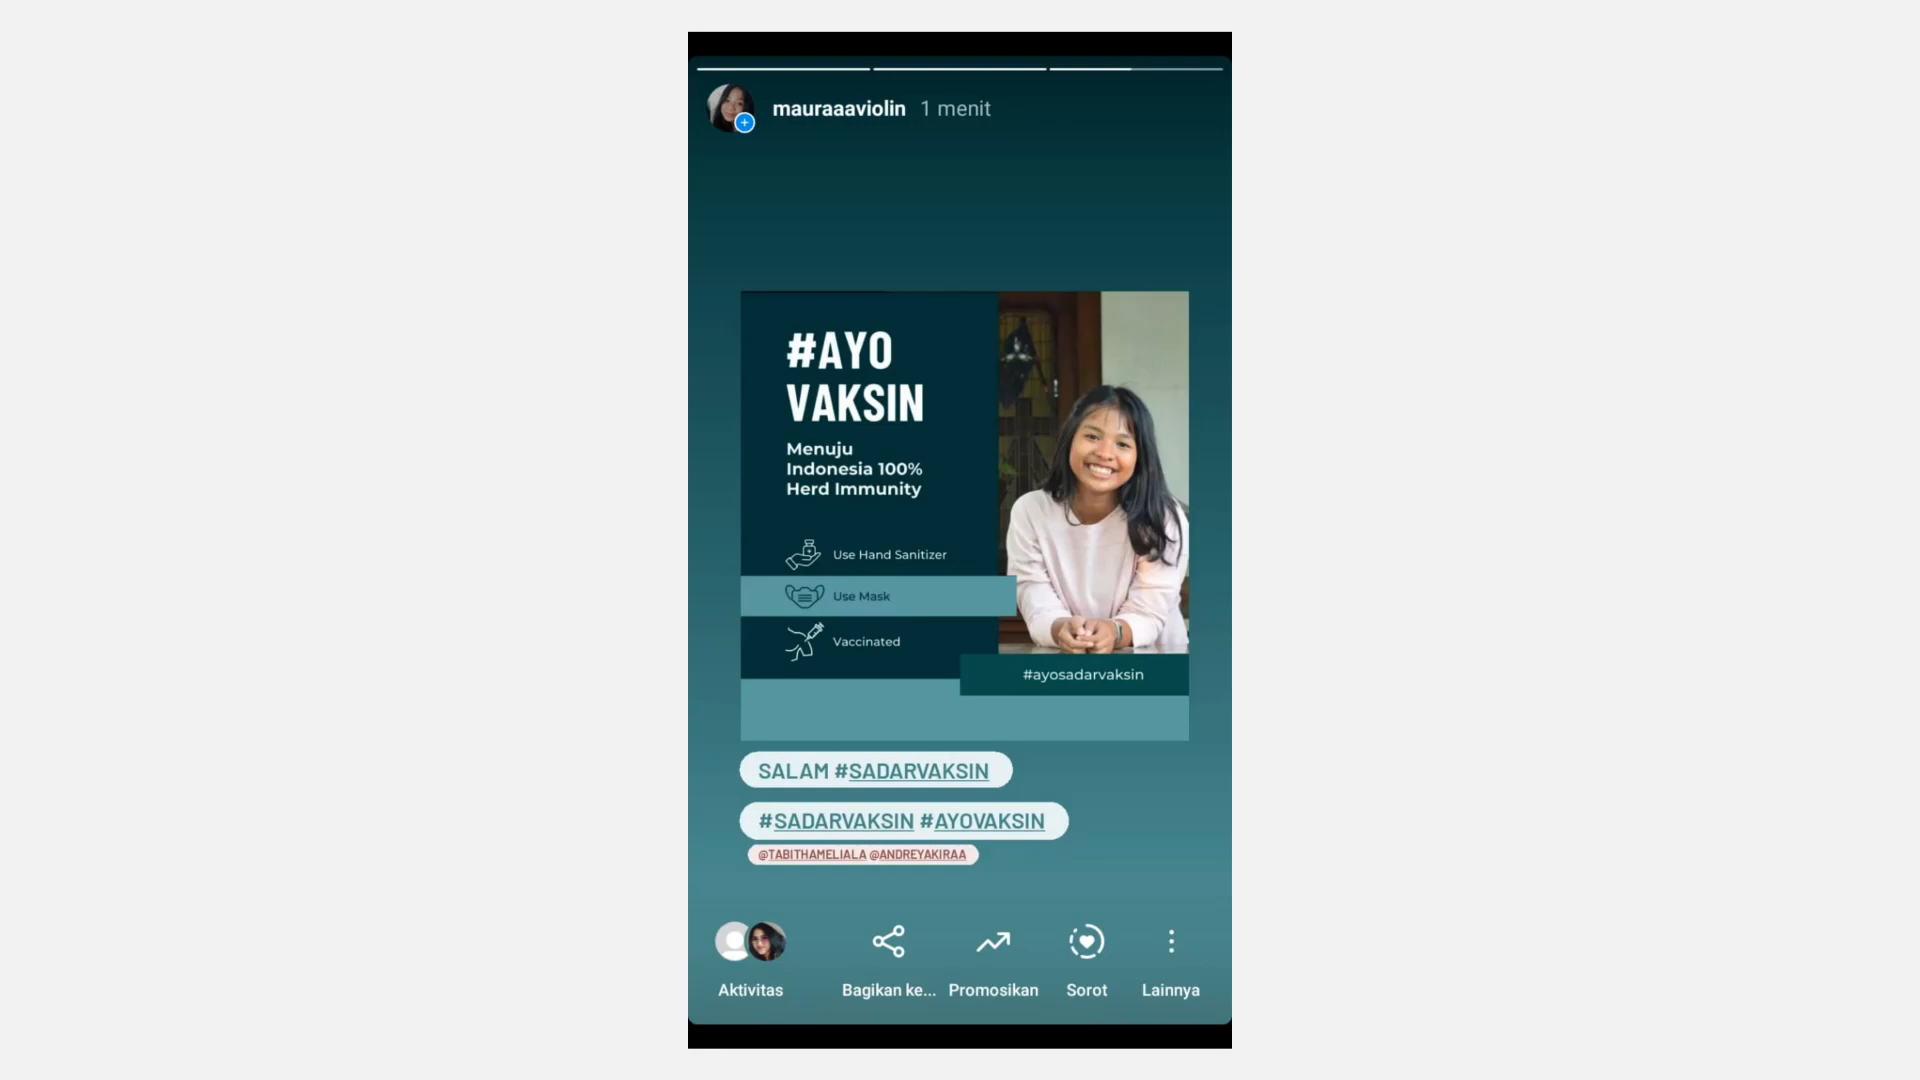 mauraaaviolin 1 menit
#AYO
VAKSIN
Menuju
Indonesia 100%
Herd Immunity
Use Hand Sanitizer
Use Mask
Vaccinated
#ayosadarvaksin
SALAM #SADARVAKSIN
#SADARVAKSIN #AYOVAKSIN
@TABITHAMELIALA @ANDREYAKIRAA
Aktivitas
Bagikan ke...
Promosikan
Sorot
Lainnya